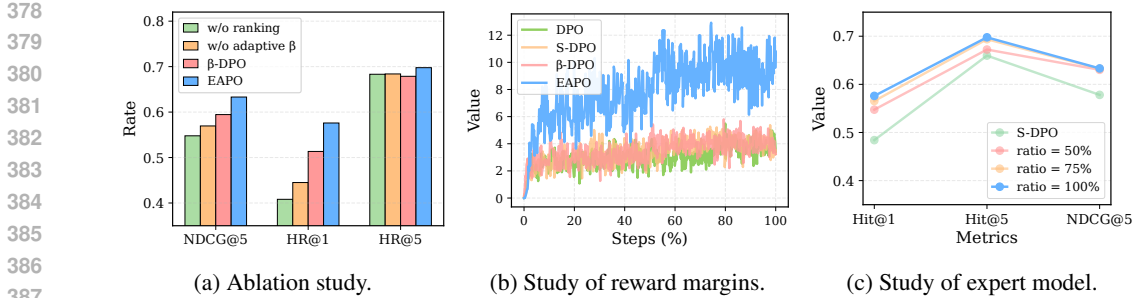 378
379
380
381
382
383
384
385
386
387
0.8
0.7
0.6
0.5
0.4
Rate
w/o ranking
w/o adaptive β
β-DPO
EAPO
NDCG@5 HR@1 HR@5
(a) Ablation study.
12
10
8
6
4
2
0
Value
DPO
S-DPO
β-DPO
EAPO
0 20 40 60 80 100
Steps (%)
(b) Study of reward margins.
0.7
0.6
0.5
0.4
Value
S-DPO
ratio = 50%
ratio = 75%
ratio = 100%
Hit@1 Hit@5 NDCG@5
Metrics
(c) Study of expert model.